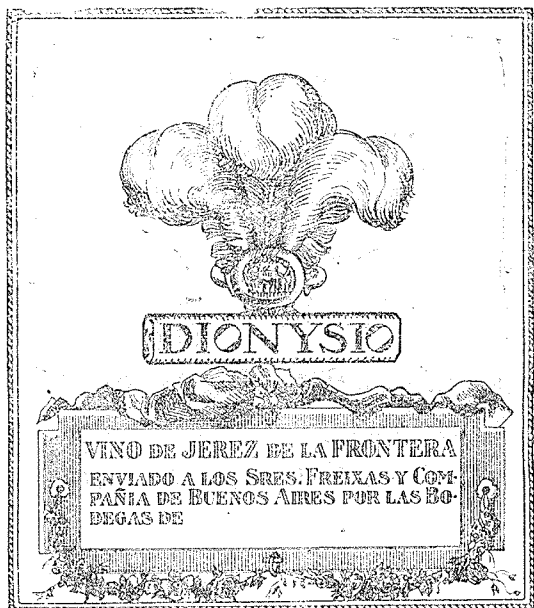 DIONYSIO
VINO DE JEREZ DE LA FRONTERA
ENVIADO A LOS SRES. FREIXAS Y COM-
PAÑIA DE BUENOS AIRES POR LAS BO-
DEGAS DE